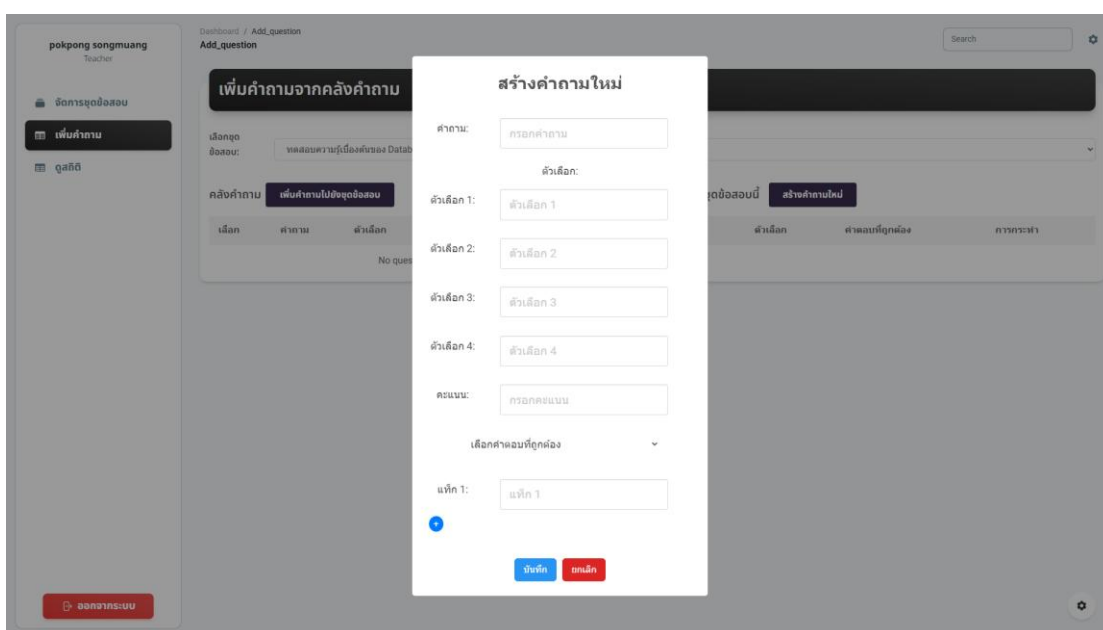 pokpong songmuang
Teacher
จัดการชุดข้อสอบ
เพิ่มคำถาม
ดูสถิติ
ออกจากระบบ
Dashboard / Add_question
Add_question
Search
เพิ่มคำถามจากคลังคำถาม
เลือกชุด
ข้อสอบ:
ทดสอบความรู้เบื้องต้นของ Datab
คลังคำถาม
เพิ่มคำถามไปยังชุดข้อสอบ
ชุดข้อสอบนี้
สร้างคำถามใหม่
เลือก คำถาม ตัวเลือก
ตัวเลือก คำตอบที่ถูกต้อง การกระทำ
No ques
สร้างคำถามใหม่
คำถาม: กรอกคำถาม
ตัวเลือก:
ตัวเลือก 1: ตัวเลือก 1
ตัวเลือก 2: ตัวเลือก 2
ตัวเลือก 3: ตัวเลือก 3
ตัวเลือก 4: ตัวเลือก 4
คะแนน: กรอกคะแนน
เลือกคำตอบที่ถูกต้อง
แท็ก 1: แท็ก 1
+
บันทึก ยกเลิก